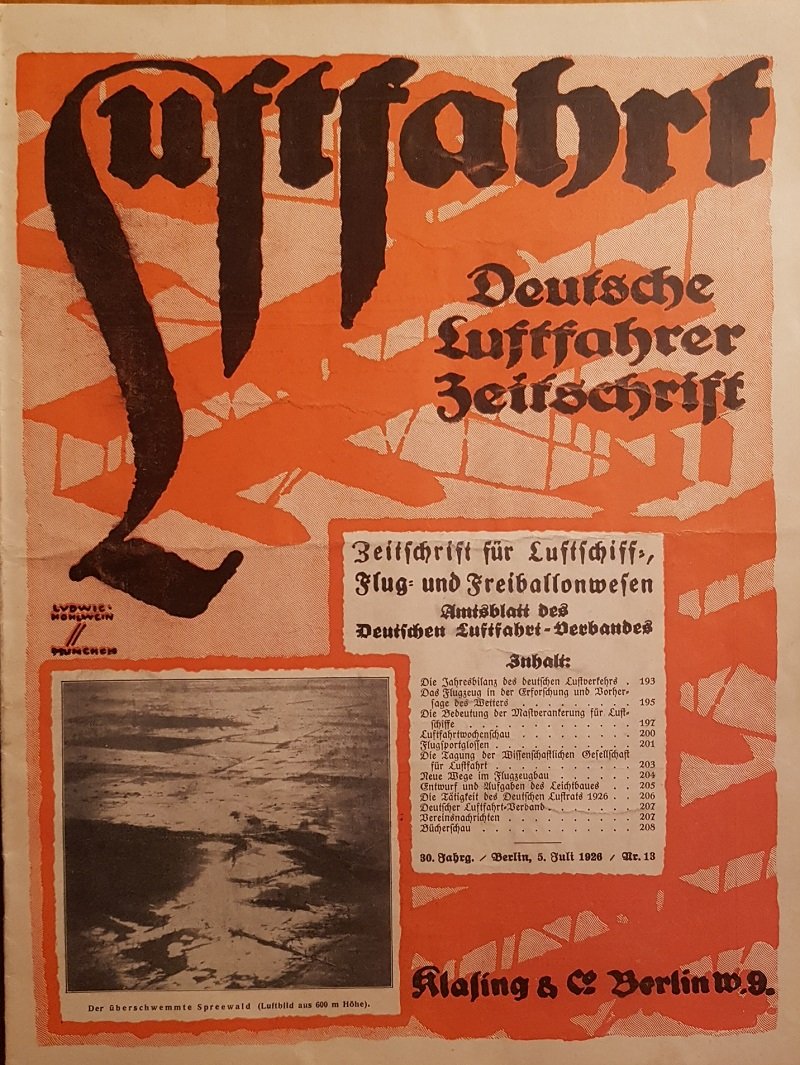 Luftfahrt
Deutsche
Luftfahrer
Zeitschrift
Zeitschrift für Luftschiff-,
Flug- und Freiballonwesen
Amtsblatt des
Deutschen Luftfahrt-Verbandes
Inhalt:
Die Jahresbilanz des deutschen Luftverkehrs . 193
Das Flugzeug in der Erforschung und Vorher-
sage des Wetters . . . . . . . . . . 195
Die Bedeutung der Mastverankerung für Luft-
schiffe . . . . . . . . . . . . . . 197
Luftfahrtwochenschau . . . . . . . . . 200
Flugsportglossen . . . . . . . . . . . 201
Die Tagung der Wissenschaftlichen Gesellschaft
für Luftfahrt . . . . . . . . . . . 203
Neue Wege im Flugzeugbau . . . . . . . 204
Entwurf und Aufgaben des Leichtbaues . . 205
Die Tätigkeit des Deutschen Luftrats 1926 . . 206
Deutscher Luftfahrt-Verband . . . . . . . 207
Vereinsnachrichten . . . . . . . . . . 207
Bücherschau . . . . . . . . . . . . 208
30. Jahrg. / Berlin, 5. Juli 1926 / Nr. 13
LVDWIG-
HOHLWEIN
MÜNCHEN
Der überschwemmte Spreewald (Luftbild aus 600 m Höhe).
Klasing & Co Berlin W. 9.